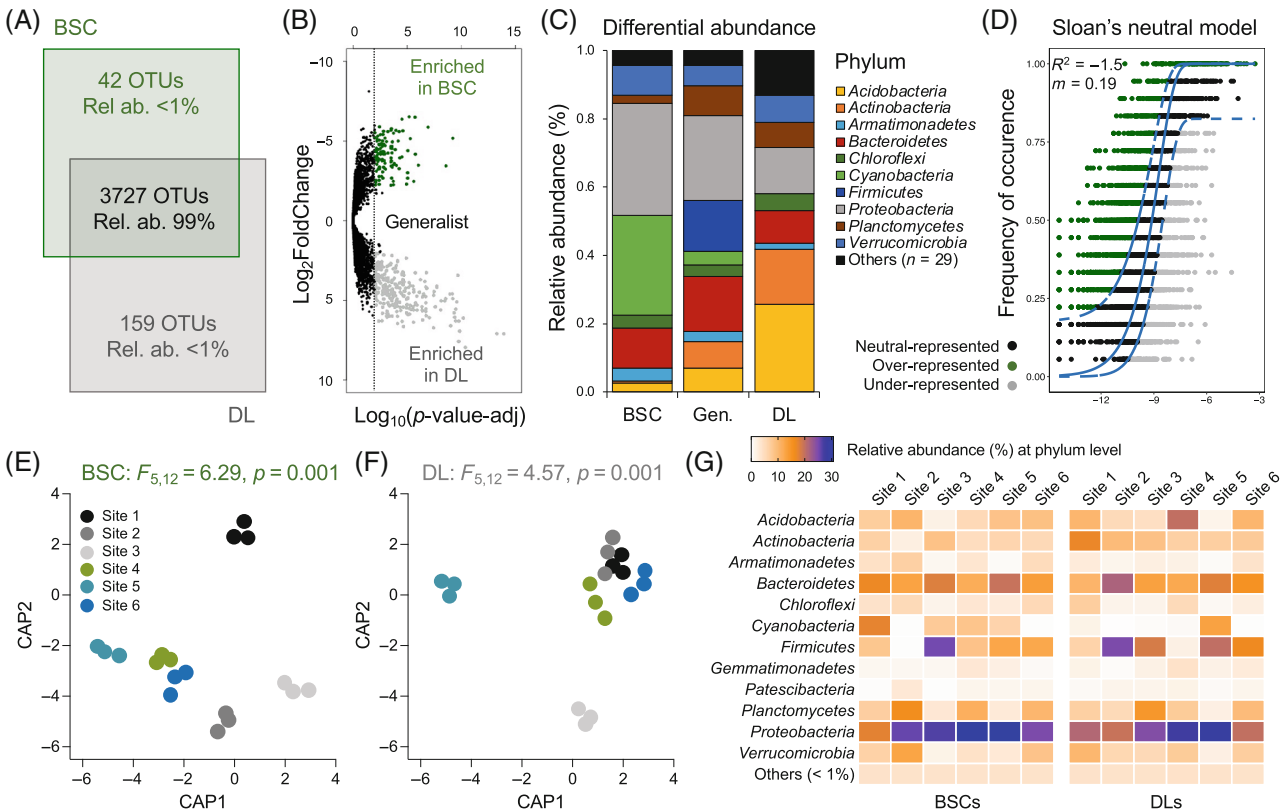 (A)
BSC
42 OTUs
Rel ab. <1%
3727 OTUs
Rel. ab. 99%
159 OTUs
Rel. ab. <1%
DL
(B)
0 5 10 15
−10
−5
0
5
10
Log2FoldChange
Enriched
in BSC
Generalist
Enriched
in DL
Log10(p-value-adj)
(C)
Differential abundance
1.0
0.8
0.6
0.4
0.2
0.0
Relative abundance (%)
BSC Gen. DL
Phylum
Acidobacteria
Actinobacteria
Armatimonadetes
Bacteroidetes
Chloroflexi
Cyanobacteria
Firmicutes
Proteobacteria
Planctomycetes
Verrucomicrobia
Others (n = 29)
(D)
Sloan’s neutral model
R2 = −1.5
m = 0.19
1.00
0.75
0.50
0.25
0.00
Frequency of occurence
−12 −9 −6 −3
Neutral-represented
Over-represented
Under-represented
(E)
BSC: F5,12 = 6.29, p = 0.001
4
2
0
−2
−4
−6
CAP2
Site 1
Site 2
Site 3
Site 4
Site 5
Site 6
−6 −4 −2 0 2 4
CAP1
(F)
DL: F5,12 = 4.57, p = 0.001
4
2
0
−2
−4
−6
CAP2
−6 −4 −2 0 2 4
CAP1
(G)
Relative abundance (%) at phylum level
0 10 20 30
Site 1 Site 2 Site 3 Site 4 Site 5 Site 6 Site 1 Site 2 Site 3 Site 4 Site 5 Site 6
Acidobacteria
Actinobacteria
Armatimonadetes
Bacteroidetes
Chloroflexi
Cyanobacteria
Firmicutes
Gemmatimonadetes
Patescibacteria
Planctomycetes
Proteobacteria
Verrucomicrobia
Others (< 1%)
BSCs DLs